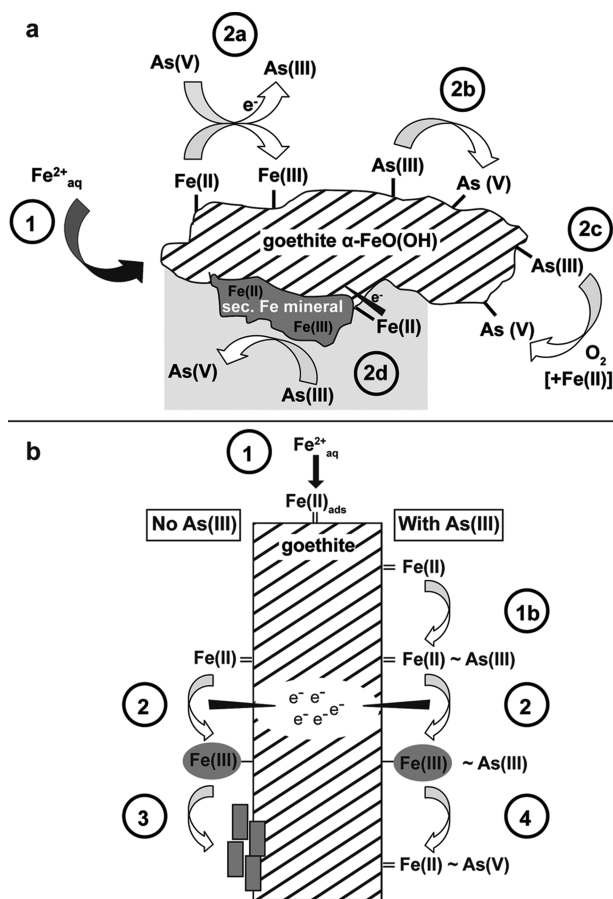 a
2a
As(V) As(III)
e-
2b
Fe2+aq
Fe(II) Fe(III) As(III)
As (V)
1
goethite α-FeO(OH)
2c
As(III)
Fe(II)
sec. Fe mineral
Fe(III)
e-
Fe(II)
As (V)
As(V)
As(III)
2d
O2
[+Fe(II)]
b
1
Fe2+aq
Fe(II)ads
No As(III)
With As(III)
goethite
= Fe(II)
1b
Fe(II) =
= Fe(II) ~ As(III)
2
e- e- e- e- e-
2
Fe(III)
Fe(III) ~ As(III)
3
4
= Fe(II) ~ As(V)